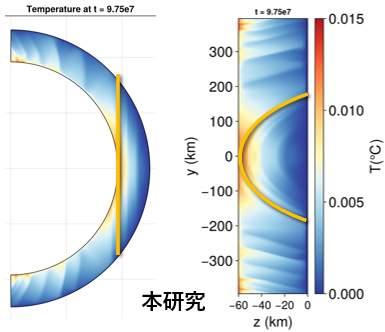 Temperature at t = 9.75e7
t = 9.75e7
300
200
100
0
−100
−200
−300
y (km)
−60 −40 −20 0
z (km)
0.015
0.010
0.005
0.000
T(°C)
本研究